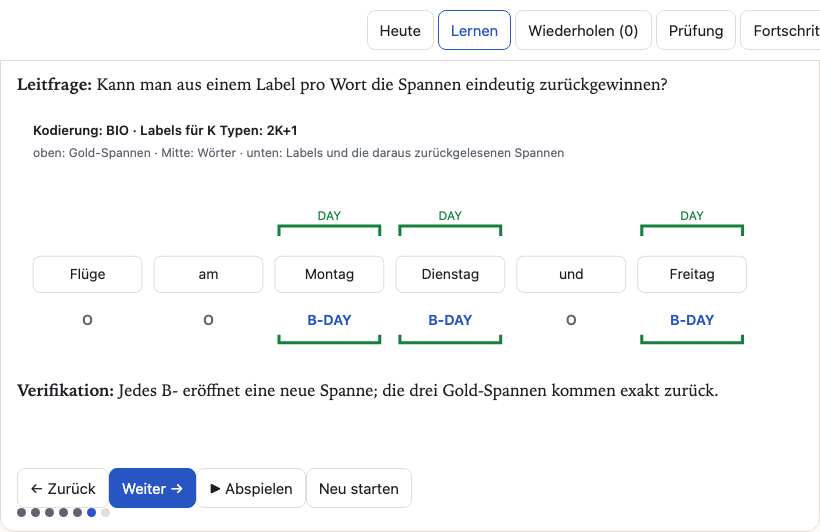 Heute Lernen Wiederholen (0) Prüfung Fortschrit
Leitfrage: Kann man aus einem Label pro Wort die Spannen eindeutig zurückgewinnen?
Kodierung: BIO · Labels für K Typen: 2K+1
oben: Gold-Spannen · Mitte: Wörter · unten: Labels und die daraus zurückgelesenen Spannen
DAY DAY DAY
Flüge am Montag Dienstag und Freitag
O O B-DAY B-DAY O B-DAY
Verifikation: Jedes B- eröffnet eine neue Spanne; die drei Gold-Spannen kommen exakt zurück.
← Zurück Weiter → ▶ Abspielen Neu starten